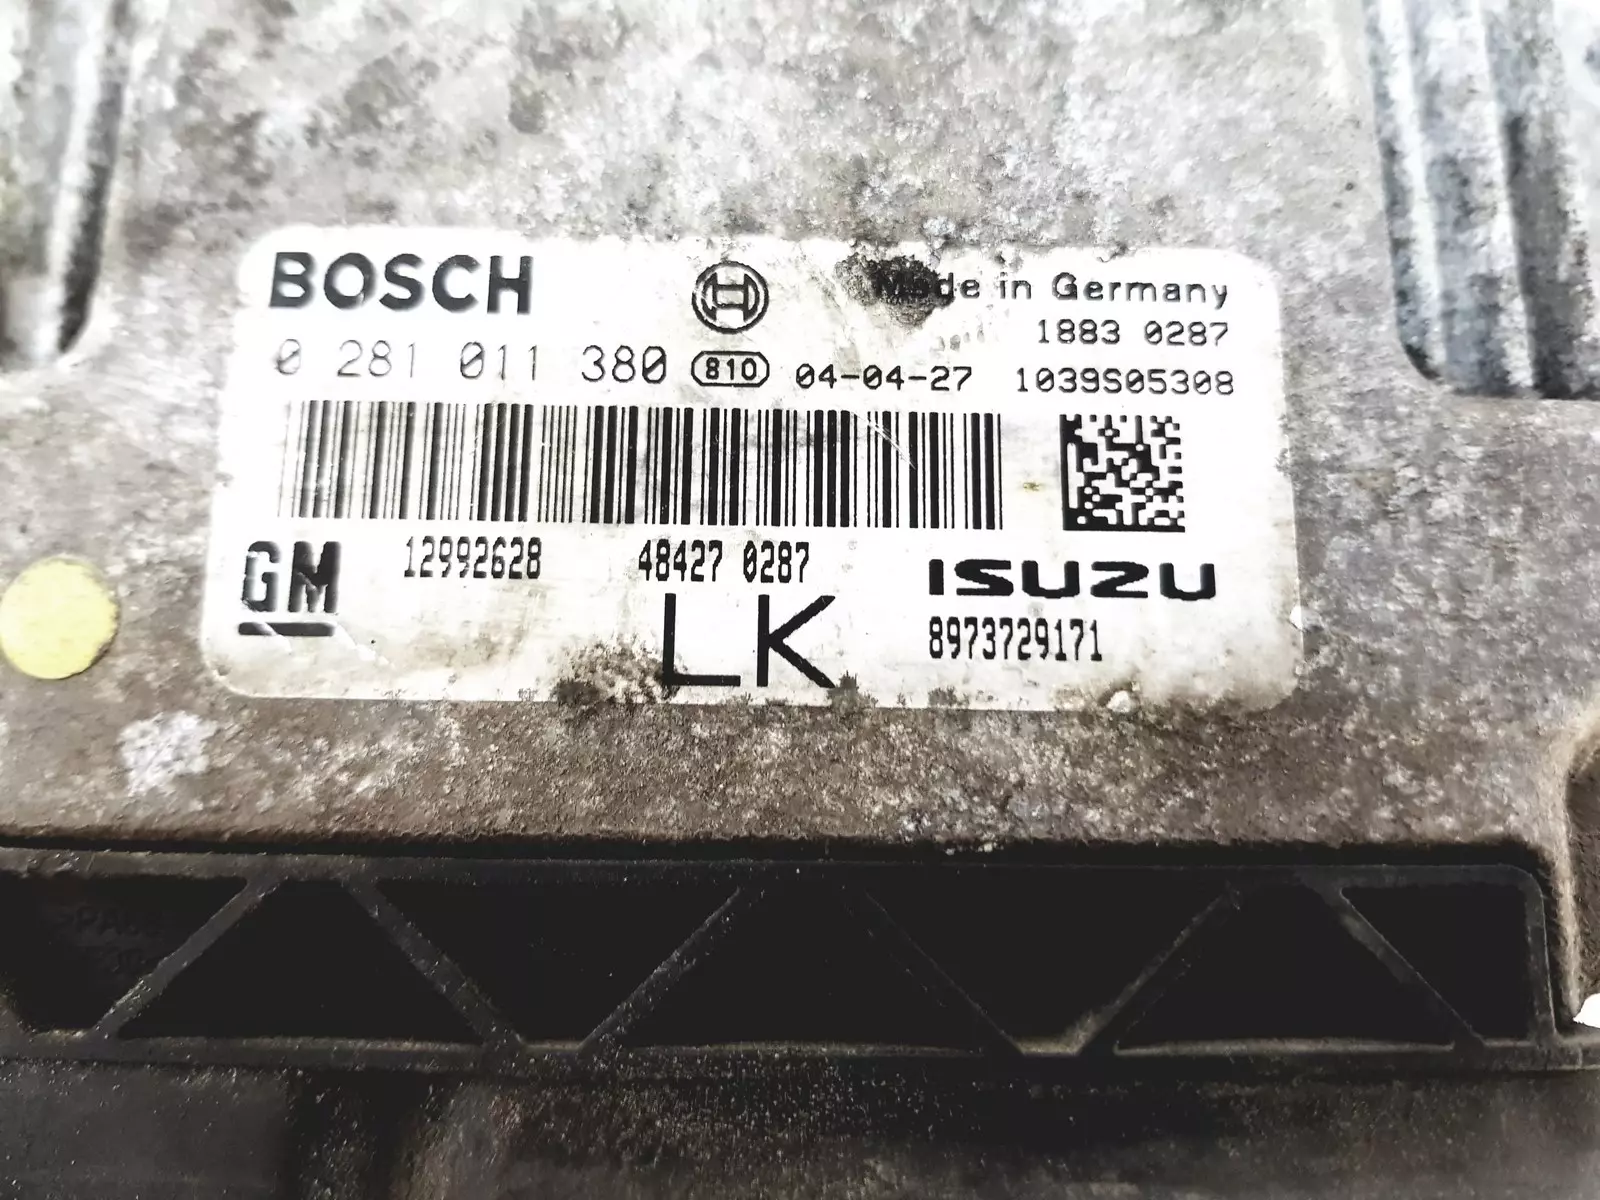 BOSCH
Made in Germany
1883 0287
0 281 011 380 810 04-04-27 1039S05308
GM 12992628 48427 0287 ISUZU
LK 8973729171